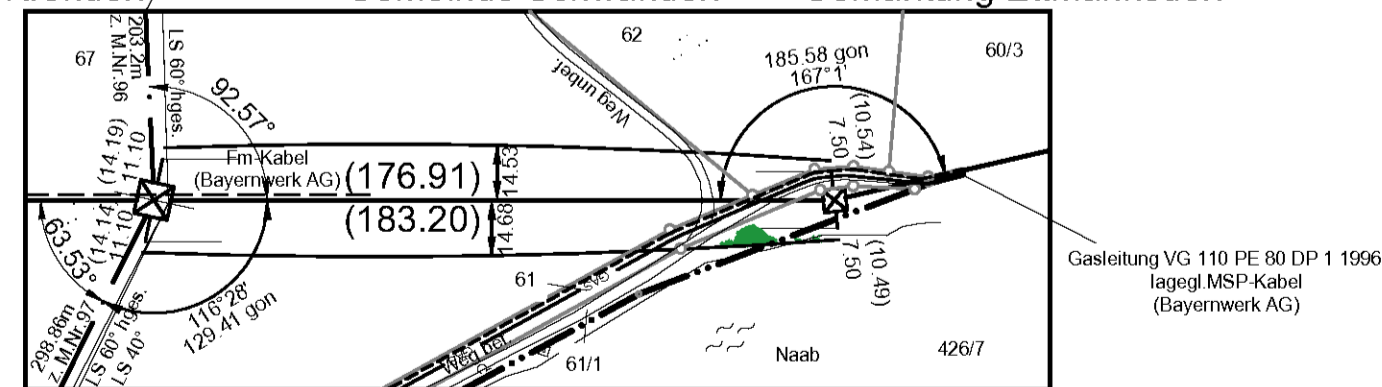 67
62
60/3
203.2m
z. M.Nr.96
LS 60° hges.
92.57°
Weg unbef.
185.58 gon
167°1'
(10.54)
7.50
(14.19)
11.10
Fm-Kabel
(Bayernwerk AG)
(176.91)
14.53
(183.20)
14.68
(14.14)
11.10
63.53°
116°28'
129.41 gon
298.86m
z. M.Nr.97
LS 60° hges.
LS 40°
61
GAS
Weg bef.
61/1
7.50
(10.49)
Naab
426/7
Gasleitung VG 110 PE 80 DP 1 1996
lagegl.MSP-Kabel
(Bayernwerk AG)